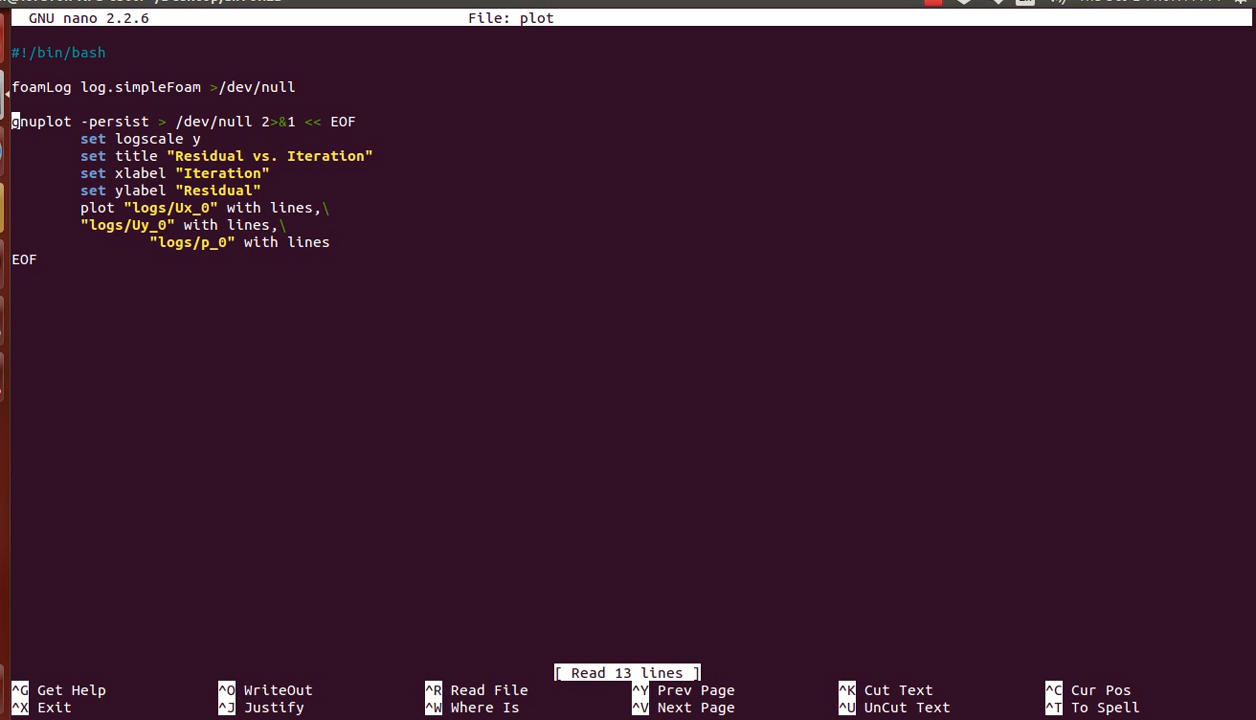 GNU nano 2.2.6 File: plot
#!/bin/bash
foamLog log.simpleFoam >/dev/null
gnuplot -persist > /dev/null 2>&1 << EOF
set logscale y
set title "Residual vs. Iteration"
set xlabel "Iteration"
set ylabel "Residual"
plot "logs/Ux_0" with lines,\
"logs/Uy_0" with lines,\
"logs/p_0" with lines
EOF
[ Read 13 lines ]
^G Get Help ^O WriteOut ^R Read File ^Y Prev Page ^K Cut Text ^C Cur Pos
^X Exit ^J Justify ^W Where Is ^V Next Page ^U UnCut Text ^T To Spell